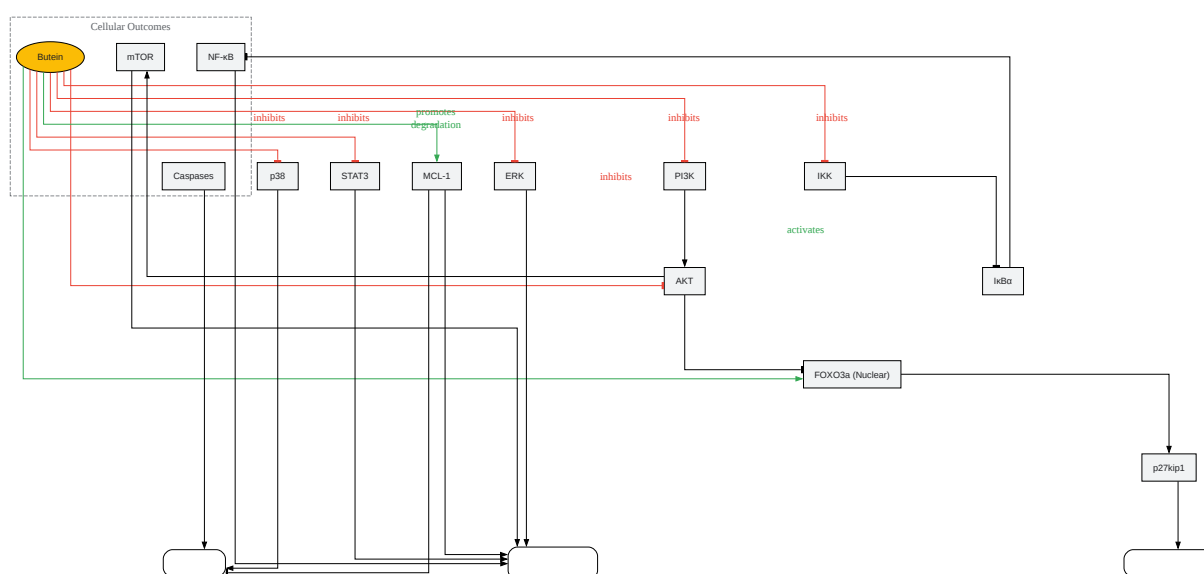 Cellular Outcomes
Butein
mTOR
NF-κB
inhibits
inhibits
promotes
degradation
inhibits
inhibits
inhibits
Caspases
p38
STAT3
MCL-1
ERK
inhibits
PI3K
IKK
activates
AKT
IκBα
FOXO3a (Nuclear)
p27kip1